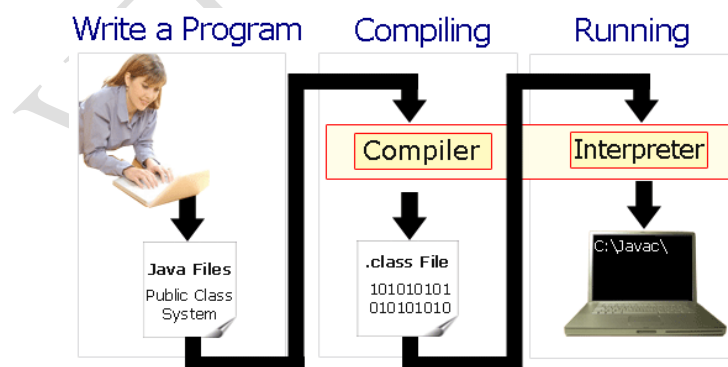 Write a Program
Compiling
Running
Compiler
Interpreter
Java Files
Public Class
System
.class File
101010101
010101010
C:\Javac\